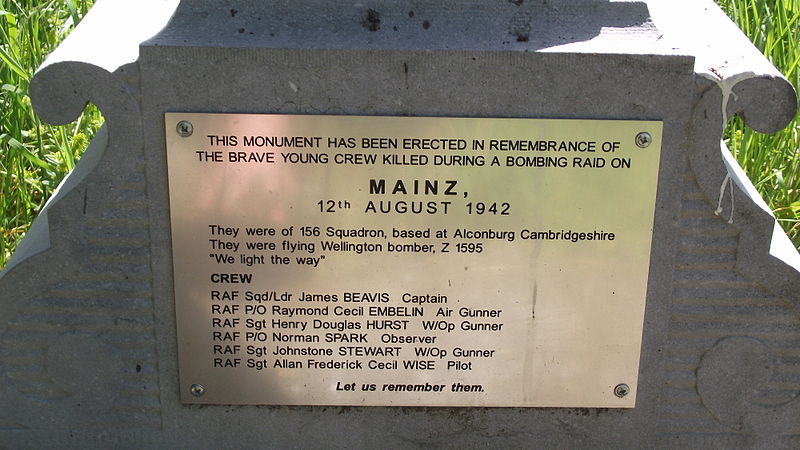 THIS MONUMENT HAS BEEN ERECTED IN REMEMBRANCE OF
THE BRAVE YOUNG CREW KILLED DURING A BOMBING RAID ON
MAINZ,
12th AUGUST 1942
They were of 156 Squadron, based at Alconburg Cambridgeshire
They were flying Wellington bomber, Z 1595
"We light the way"
CREW
RAF Sqd/Ldr James BEAVIS Captain
RAF P/O Raymond Cecil EMBELIN Air Gunner
RAF Sgt Henry Douglas HURST W/Op Gunner
RAF P/O Norman SPARK Observer
RAF Sgt Johnstone STEWART W/Op Gunner
RAF Sgt Allan Frederick Cecil WISE Pilot
Let us remember them.